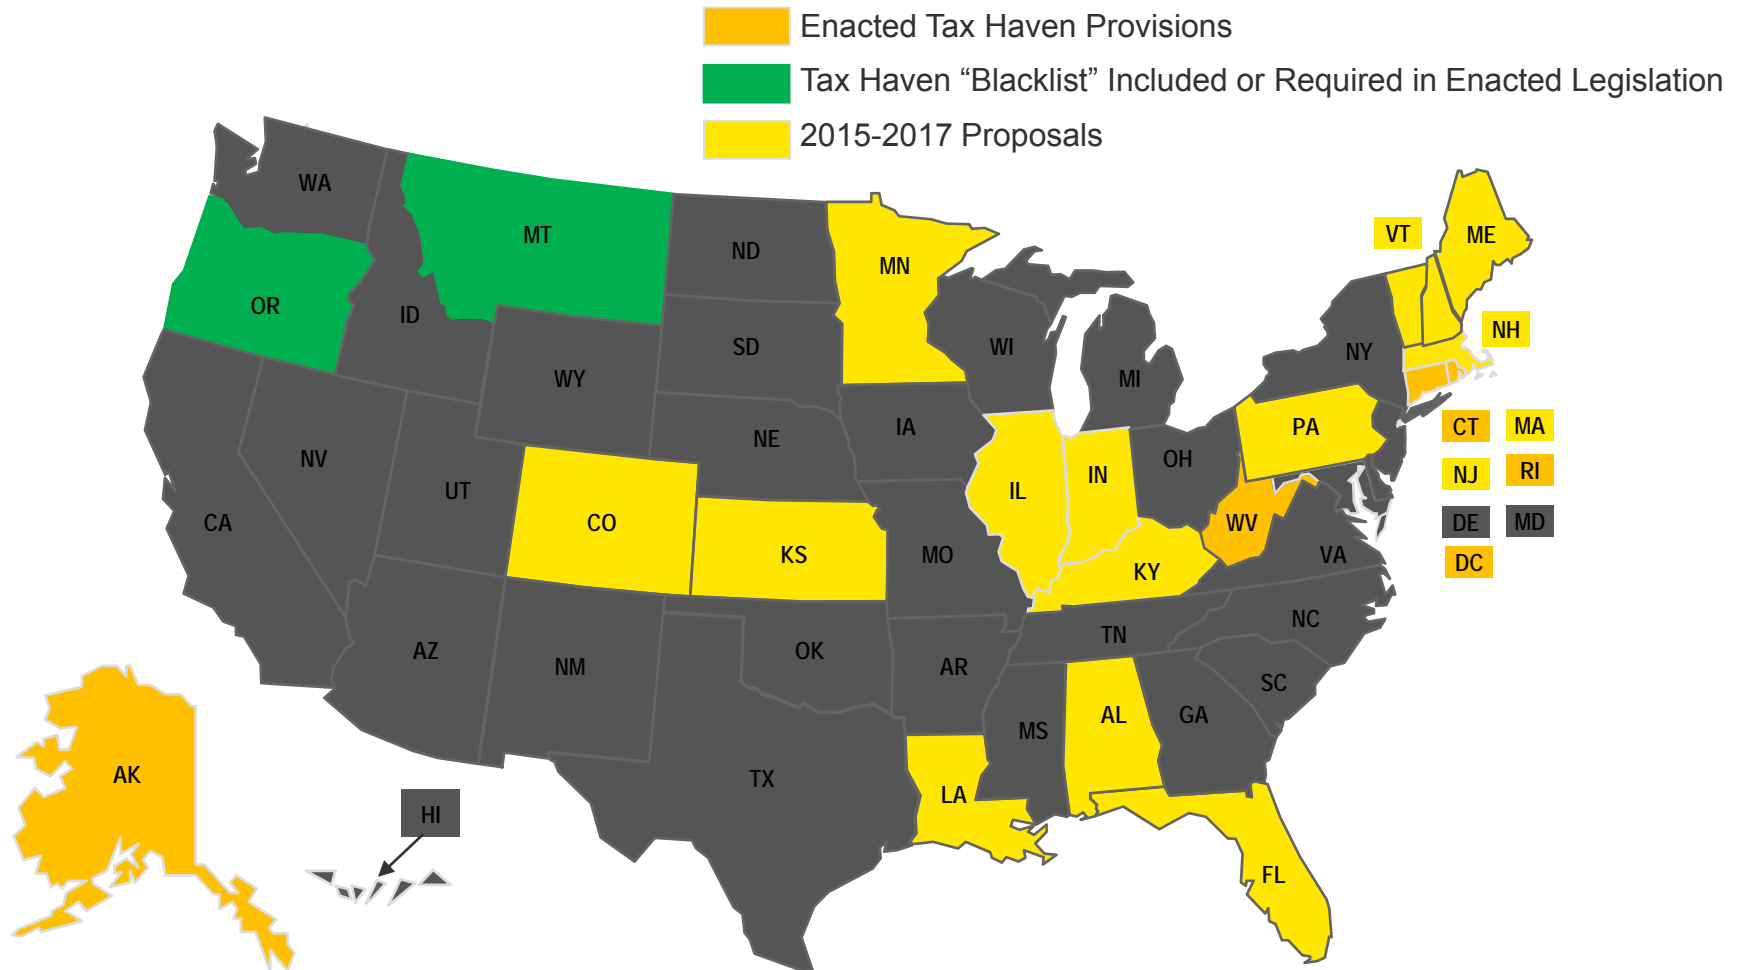 Enacted Tax Haven Provisions
Tax Haven “Blacklist” Included or Required in Enacted Legislation
2015-2017 Proposals
WA
MT
ND
MN
VT
ME
OR
ID
SD
WI
MI
NY
NH
WY
NE
IA
PA
CT
MA
NV
UT
CO
KS
MO
IL
IN
OH
NJ
RI
CA
WV
VA
DE
MD
KY
DC
AZ
NM
OK
AR
TN
NC
SC
MS
AL
GA
TX
LA
FL
AK
HI